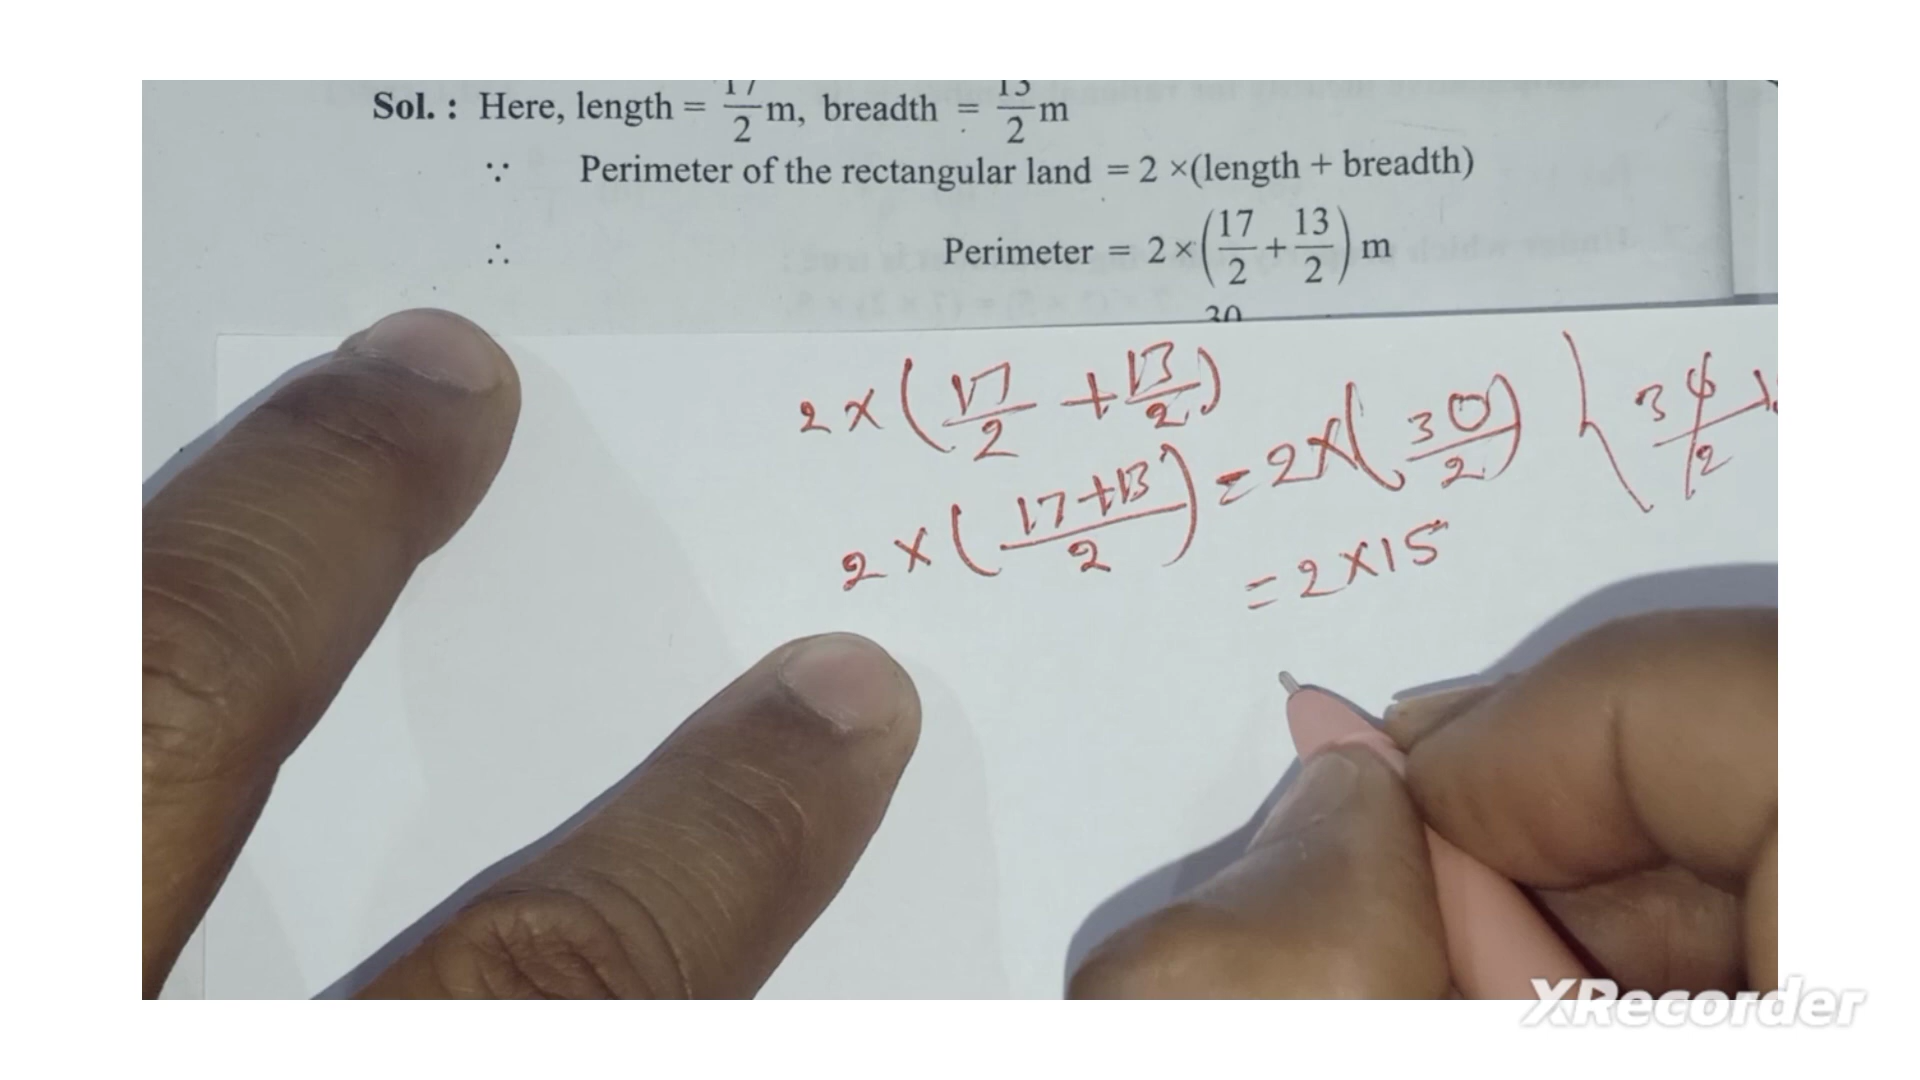 Sol. : Here, length = 17/2 m, breadth = 13/2 m
∵ Perimeter of the rectangular land = 2 ×(length + breadth)
∴ Perimeter = 2 × (17/2 + 13/2) m
30
2 × (17/2 + 13/2)
2 × (17+13/2) = 2 × (30/2)
= 2 × 15
XRecorder